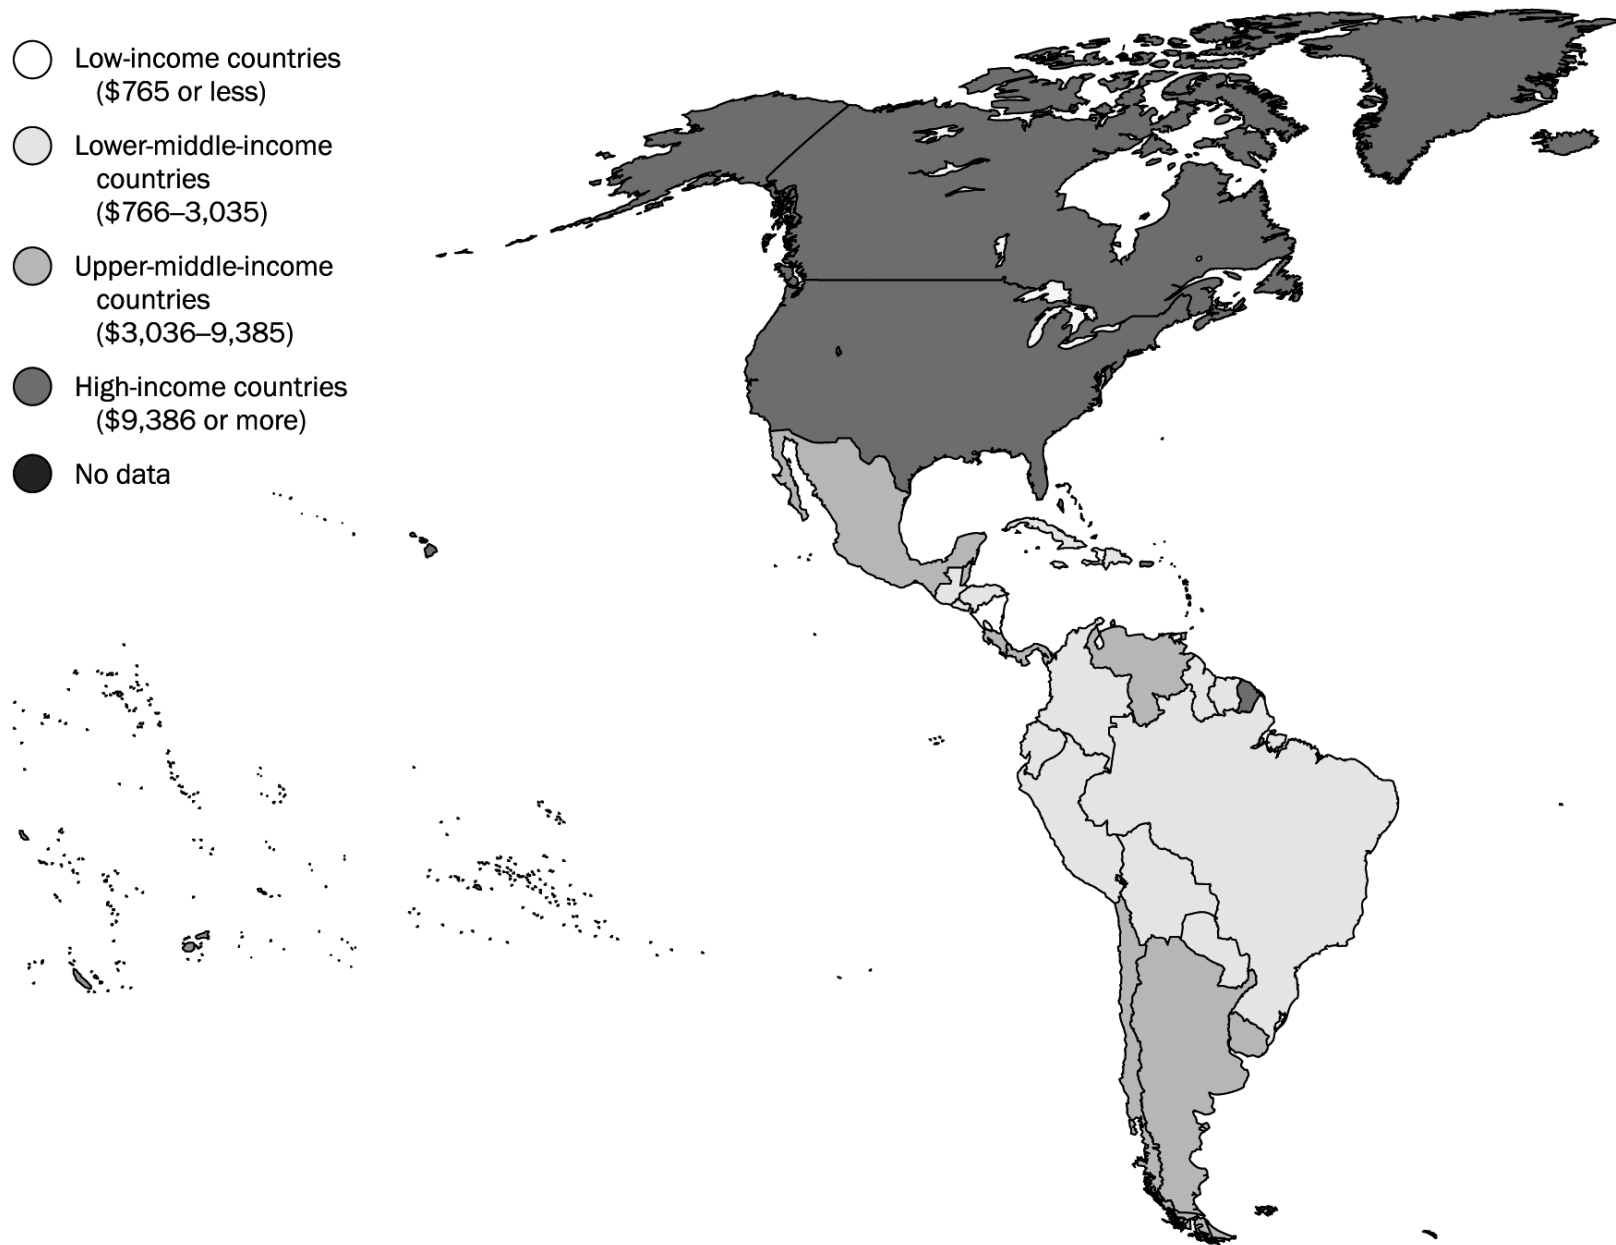 Low-income countries
($765 or less)
Lower-middle-income
countries
($766–3,035)
Upper-middle-income
countries
($3,036–9,385)
High-income countries
($9,386 or more)
No data